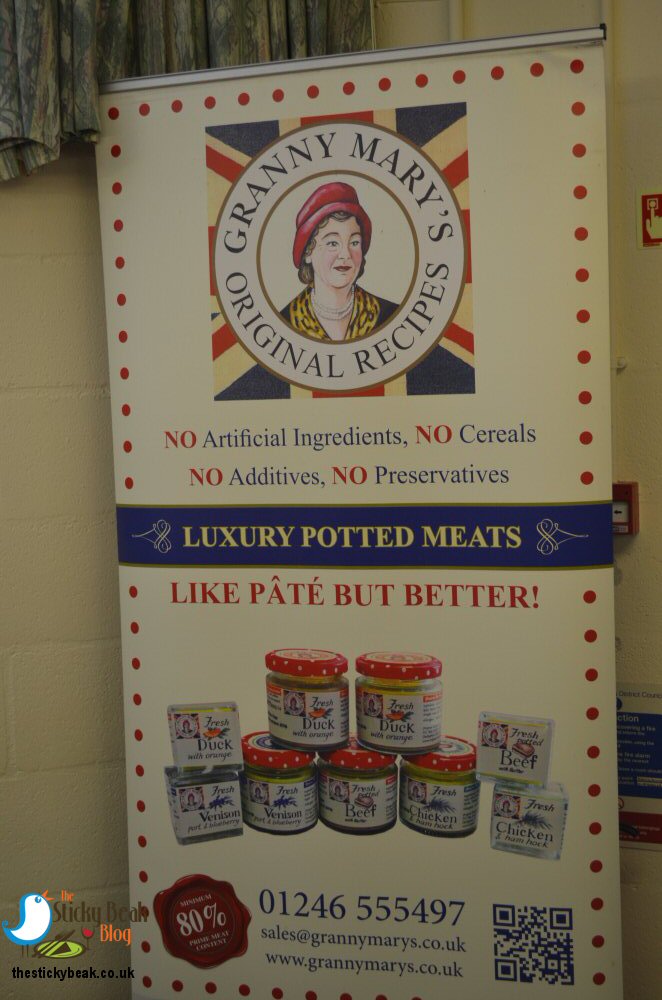 GRANNY MARY'S
ORIGINAL RECIPES
NO Artificial Ingredients, NO Cereals
NO Additives, NO Preservatives
LUXURY POTTED MEATS
LIKE PÂTÉ BUT BETTER!
Fresh
Duck
with orange
Fresh
Duck
with orange
Fresh
Duck
with orange
Fresh
potted
Beef
with Butter
Fresh
Venison
port & blueberry
Fresh
Venison
port & blueberry
Fresh
potted
Beef
with Butter
Fresh
Chicken
& ham hock
Fresh
Chicken
& ham hock
MINIMUM
80%
PRIME MEAT
CONTENT
01246 555497
sales@grannymarys.co.uk
www.grannymarys.co.uk
The
Sticky Beak
Blog
thestickybeak.co.uk
District Council
ction